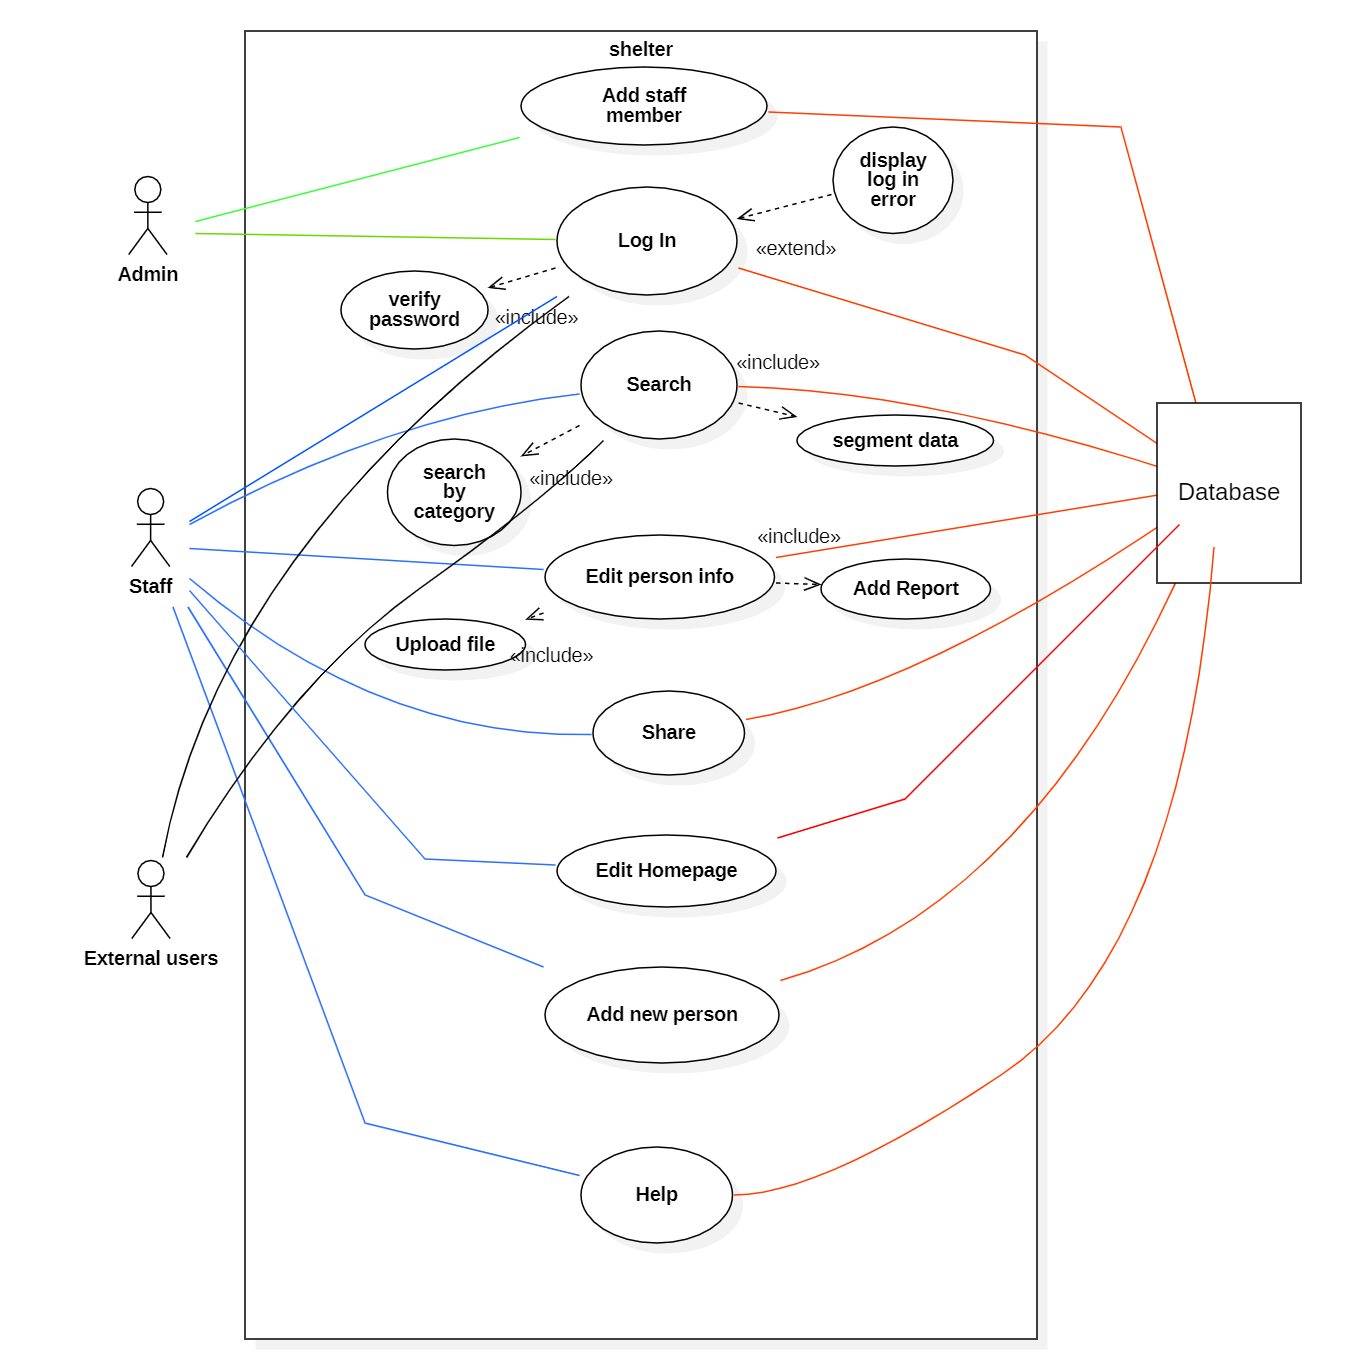 shelter
Add staff
member
display
log in
error
Log In
«extend»
Admin
verify
password
«include»
Search
«include»
segment data
search
by
category
«include»
Database
«include»
Staff
Edit person info
Add Report
Upload file
«include»
Share
Edit Homepage
External users
Add new person
Help